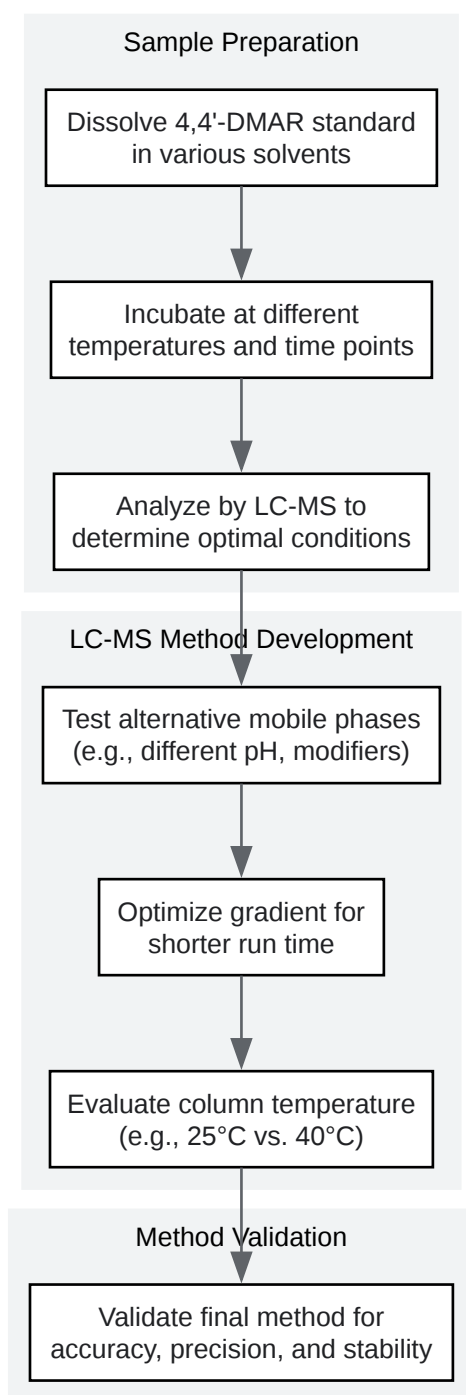 Sample Preparation
Dissolve 4,4'-DMAR standard
in various solvents
Incubate at different
temperatures and time points
Analyze by LC-MS to
determine optimal conditions
LC-MS Method Development
Test alternative mobile phases
(e.g., different pH, modifiers)
Optimize gradient for
shorter run time
Evaluate column temperature
(e.g., 25°C vs. 40°C)
Method Validation
Validate final method for
accuracy, precision, and stability